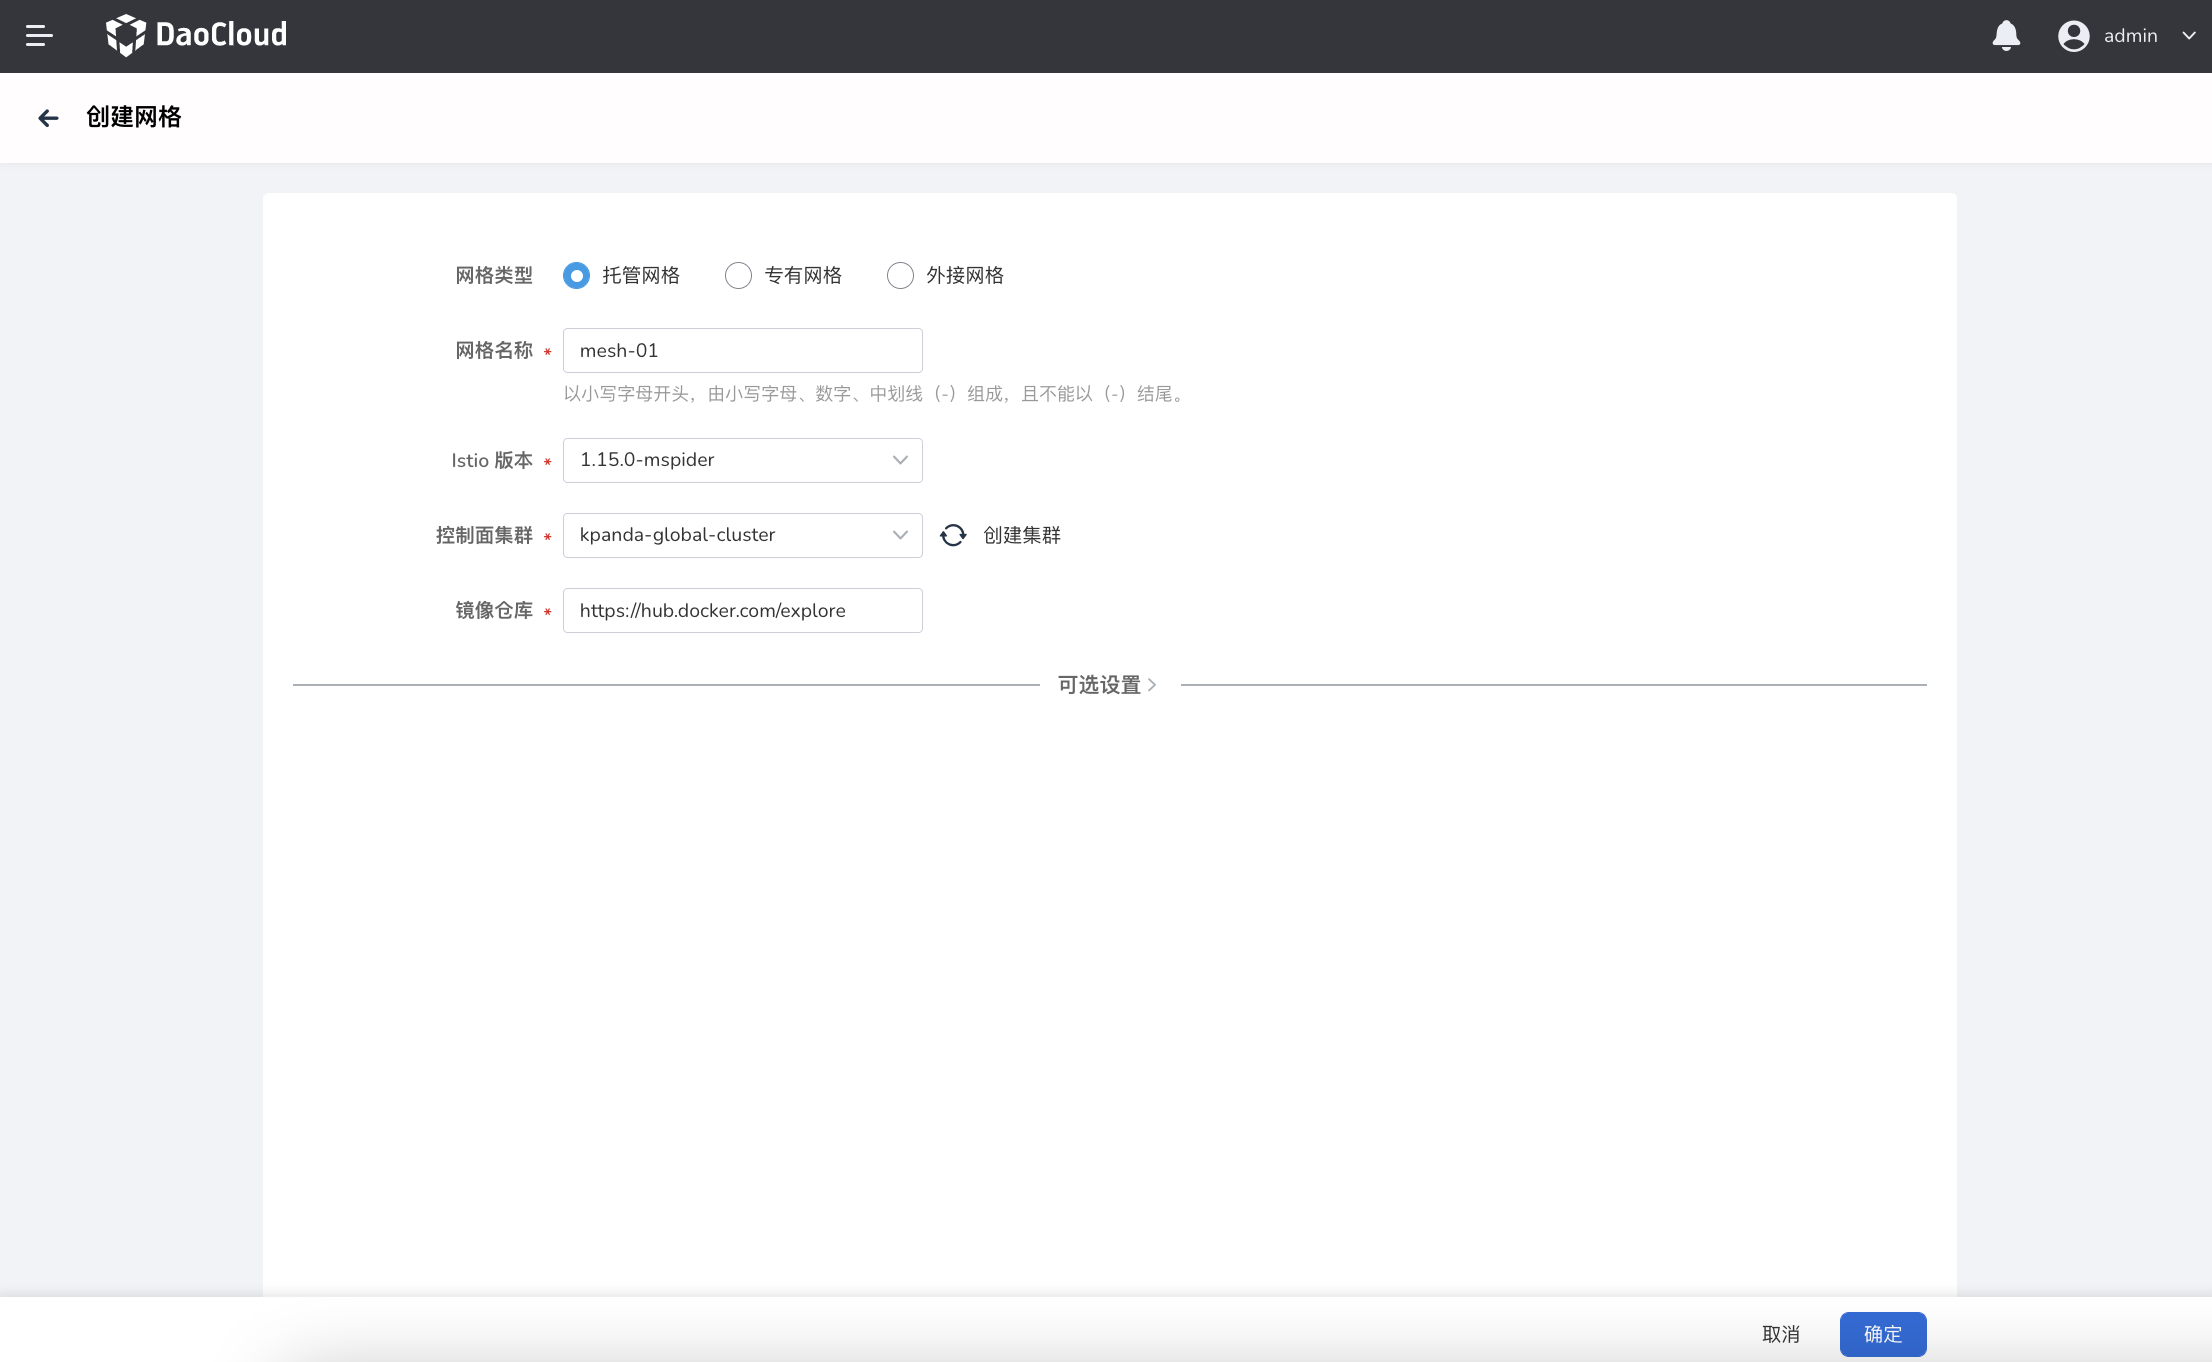 DaoCloud
admin
创建网格
网格类型 托管网格 专有网格 外接网格
网格名称 * mesh-01
以小写字母开头，由小写字母、数字、中划线（-）组成，且不能以（-）结尾。
Istio 版本 * 1.15.0-mspider
控制面集群 * kpanda-global-cluster 创建集群
镜像仓库 * https://hub.docker.com/explore
可选设置
取消 确定